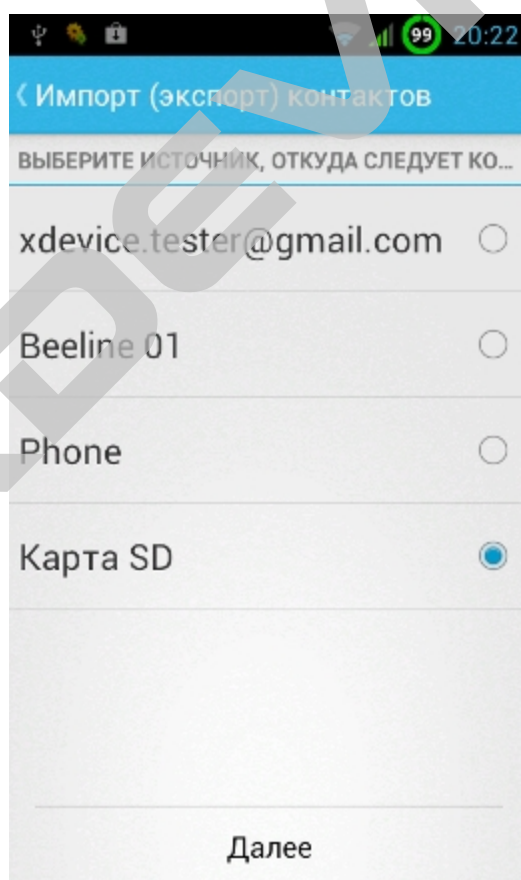 99 20:22
Импорт (экспорт) контактов
ВЫБЕРИТЕ ИСТОЧНИК, ОТКУДА СЛЕДУЕТ КО...
xdevice.tester@gmail.com
Beeline 01
Phone
Карта SD
Далее